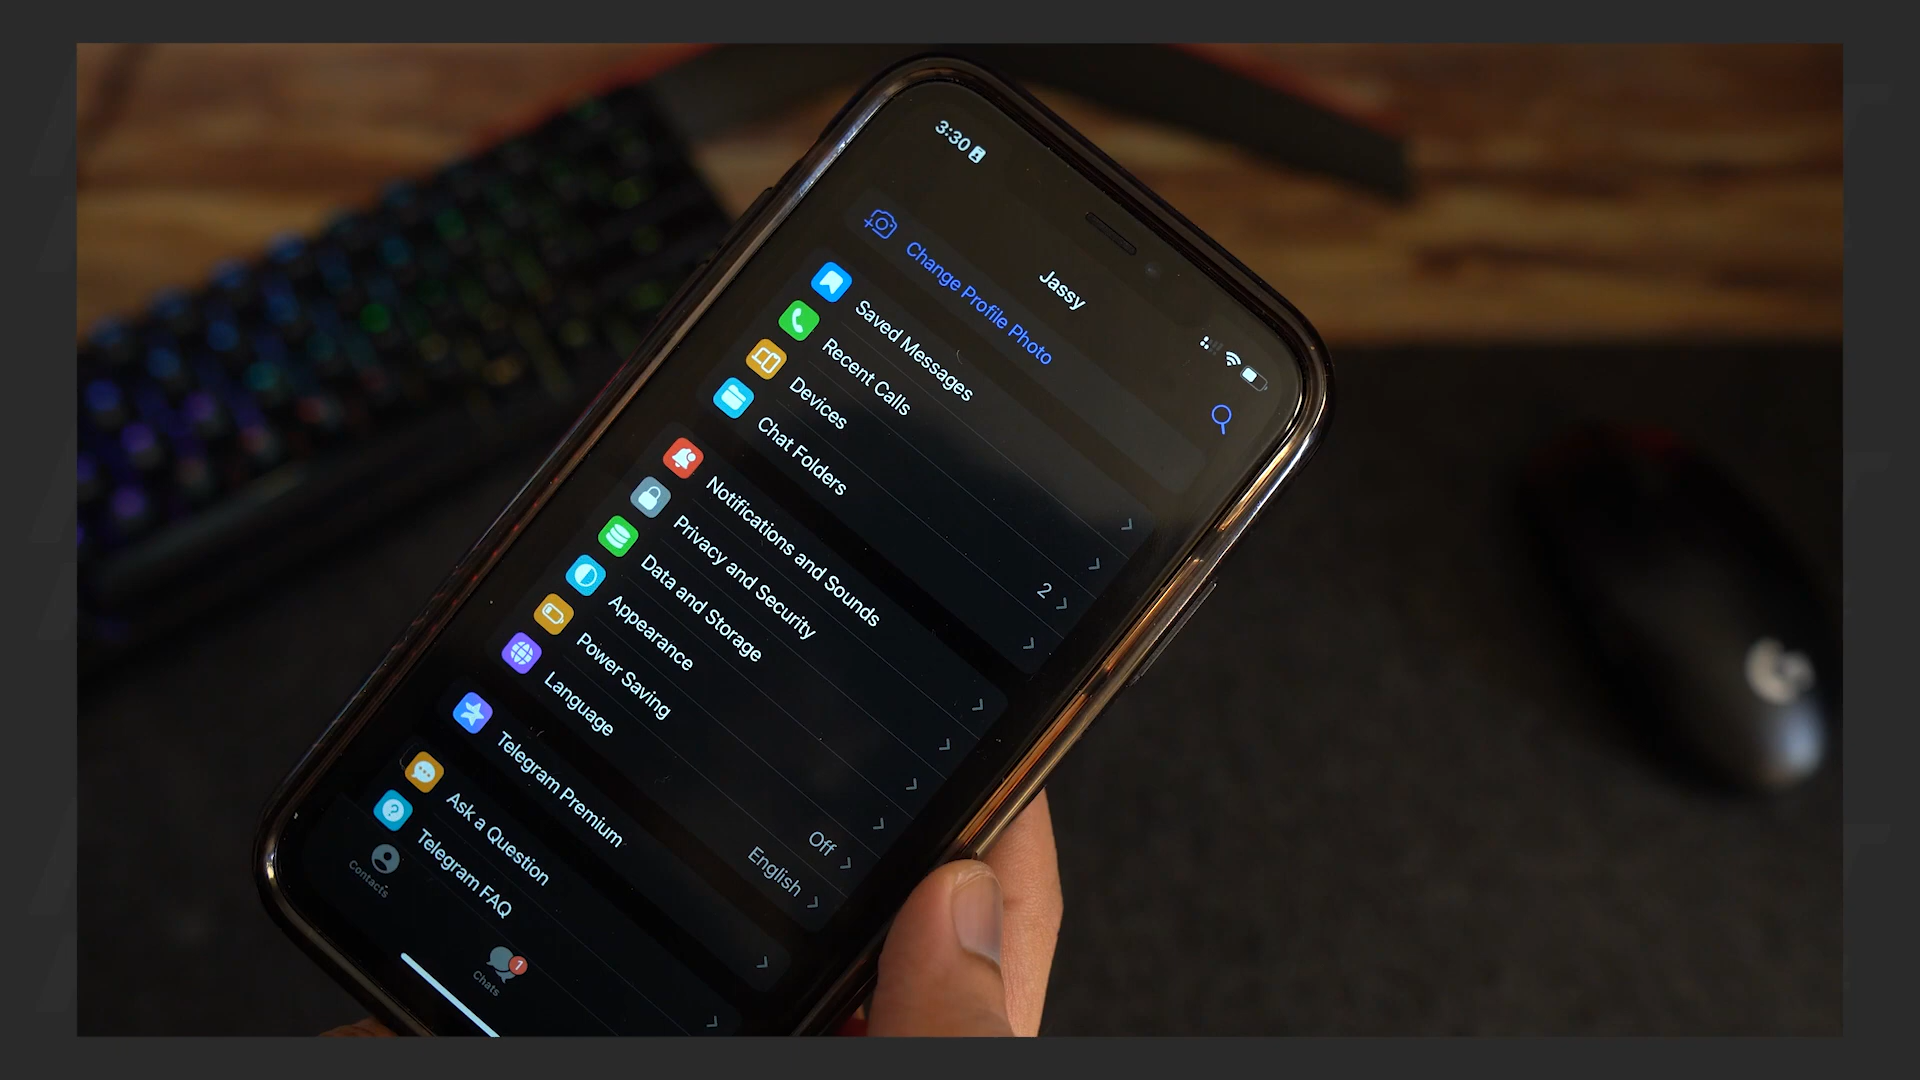 3:30
Jassy
Change Profile Photo
Saved Messages
Recent Calls
Devices 2
Chat Folders
Notifications and Sounds
Privacy and Security
Data and Storage
Appearance
Power Saving Off
Language English
Telegram Premium
Ask a Question
Telegram FAQ
Contacts
Chats 1